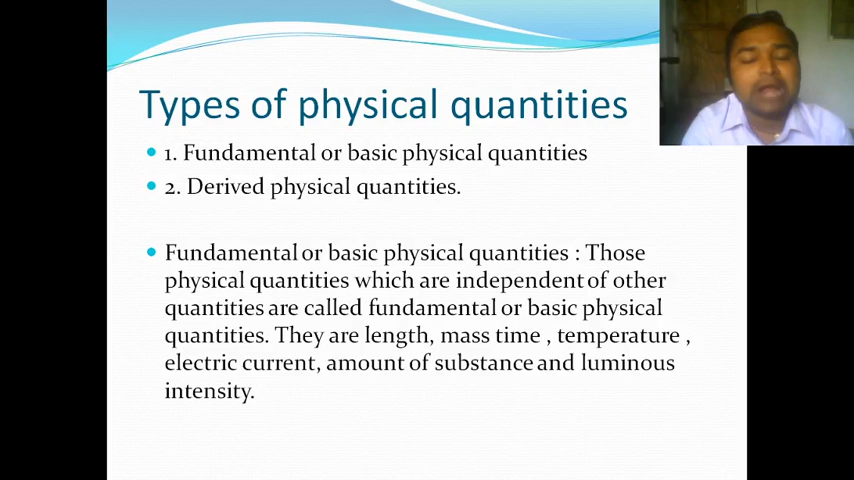 Types of physical quantities
• 1. Fundamental or basic physical quantities
• 2. Derived physical quantities.
• Fundamental or basic physical quantities : Those
physical quantities which are independent of other
quantities are called fundamental or basic physical
quantities. They are length, mass time , temperature ,
electric current, amount of substance and luminous
intensity.